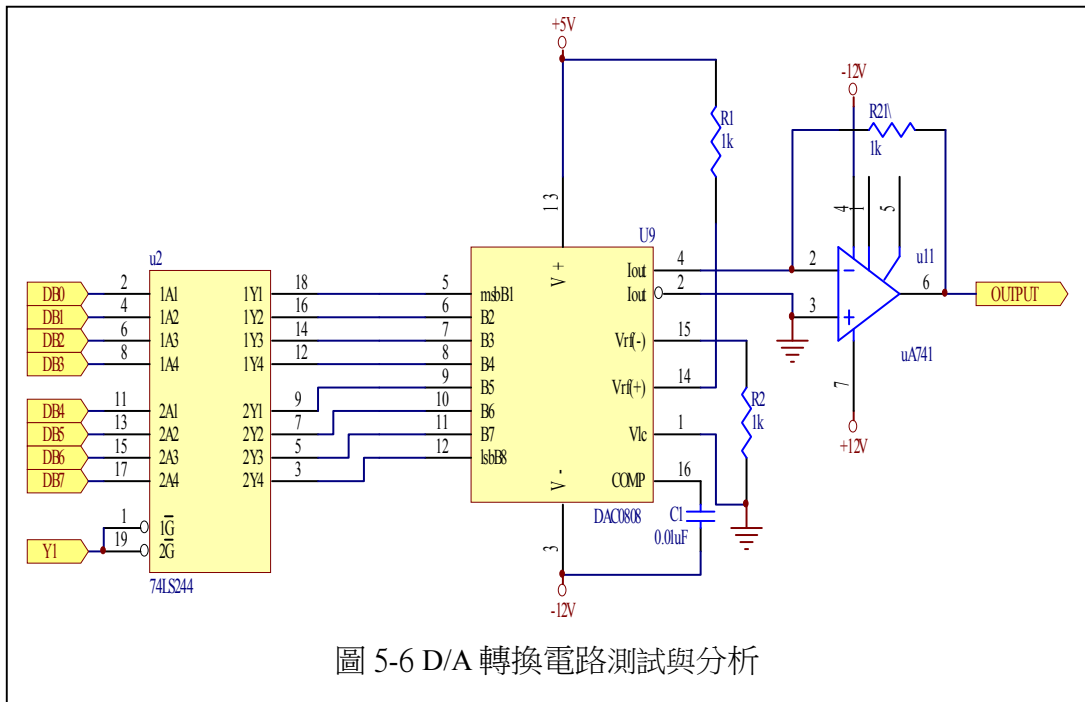 +5V
-12V
R21\
1k
R1
1k
13
4
1
5
V +
U9
u2
u11
DB0
2
1A1
1Y1
18
5
msbB1
Iout
4
2
6
OUTPUT
DB1
4
1A2
1Y2
16
6
B2
Iout
2
3
DB2
6
1A3
1Y3
14
7
B3
Vrf(-)
15
uA741
DB3
8
1A4
1Y4
12
8
B4
9
B5
Vrf(+)
14
7
DB4
11
2A1
2Y1
9
10
B6
R2
1k
DB5
13
2A2
2Y2
7
11
B7
Vlc
1
+12V
DB6
15
2A3
2Y3
5
12
lsbB8
DB7
17
2A4
2Y4
3
COMP
16
V -
DAC0808
C1
0.01uF
Y1
1
1G
19
2G
3
74LS244
-12V
圖 5-6 D/A 轉換電路測試與分析